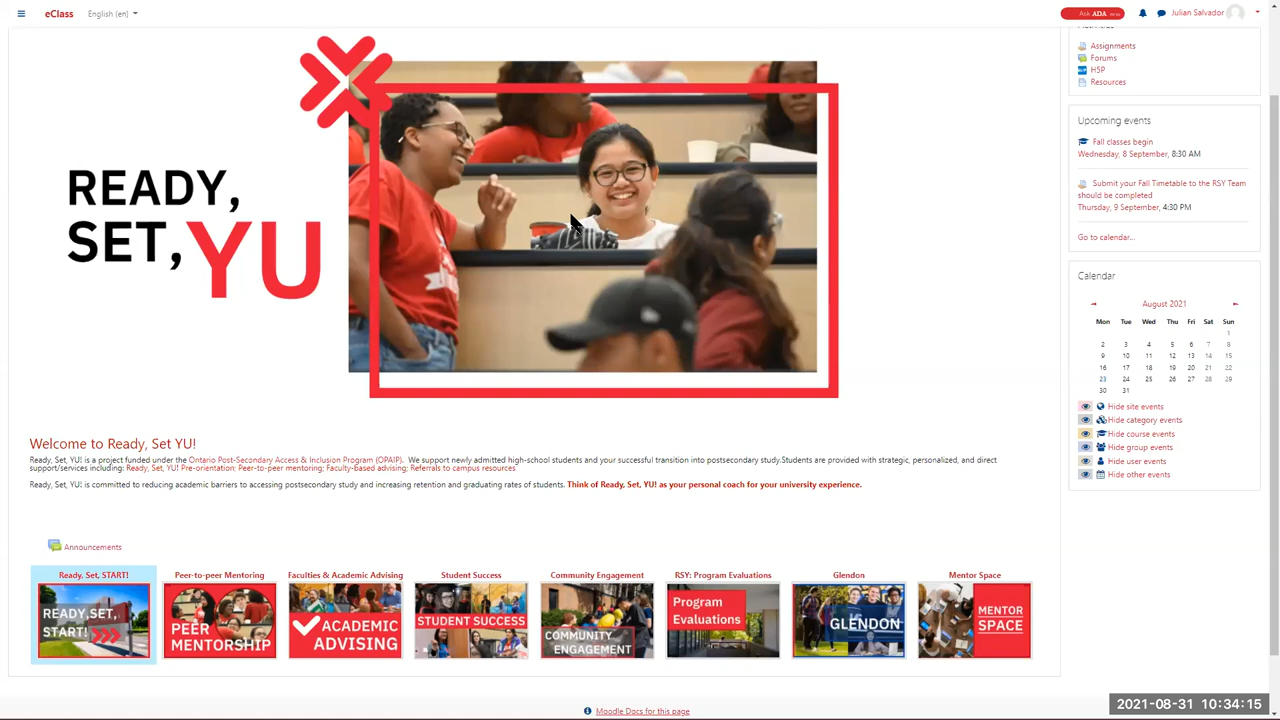 eClass
English (en)
Ask ADA
Julian Salvador
Assignments
Forums
H5P
Resources
Upcoming events
Fall classes begin
Wednesday, 8 September, 8:30 AM
Submit your Fall Timetable to the RSY Team
should be completed
Thursday, 9 September, 4:30 PM
Go to calendar...
Calendar
August 2021
Mon Tue Wed Thu Fri Sat Sun
1
2 3 4 5 6 7 8
9 10 11 12 13 14 15
16 17 18 19 20 21 22
23 24 25 26 27 28 29
30 31
Hide site events
Hide category events
Hide course events
Hide group events
Hide user events
Hide other events
READY,
SET, YU
Welcome to Ready, Set YU!
Ready, Set, YU! is a project funded under the Ontario Post-Secondary Access & Inclusion Program (OPAIP). We support newly admitted high-school students and your successful transition into postsecondary study.Students are provided with strategic, personalized, and direct
support/services including: Ready, Set, YU! Pre-orientation; Peer-to-peer mentoring; Faculty-based advising; Referrals to campus resources.
Ready, Set, YU! is committed to reducing academic barriers to accessing postsecondary study and increasing retention and graduating rates of students. Think of Ready, Set, YU! as your personal coach for your university experience.
Announcements
Ready, Set, START!
READY, SET,
START!
Peer-to-peer Mentoring
PEER
MENTORSHIP
Faculties & Academic Advising
ACADEMIC
ADVISING
Student Success
STUDENT SUCCESS
Community Engagement
COMMUNITY
ENGAGEMENT
RSY: Program Evaluations
Program
Evaluations
Glendon
GLENDON
Mentor Space
MENTOR
SPACE
Moodle Docs for this page
2021-08-31 10:34:15